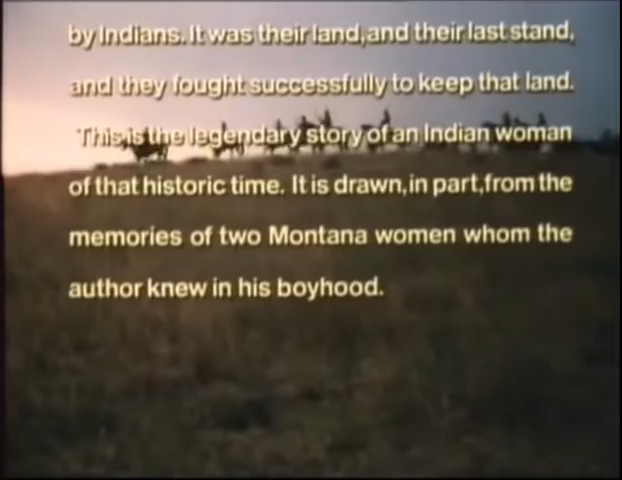 by Indians. It was their land, and their last stand,
and they fought successfully to keep that land.
This is the legendary story of an Indian woman
of that historic time. It is drawn, in part, from the
memories of two Montana women whom the
author knew in his boyhood.